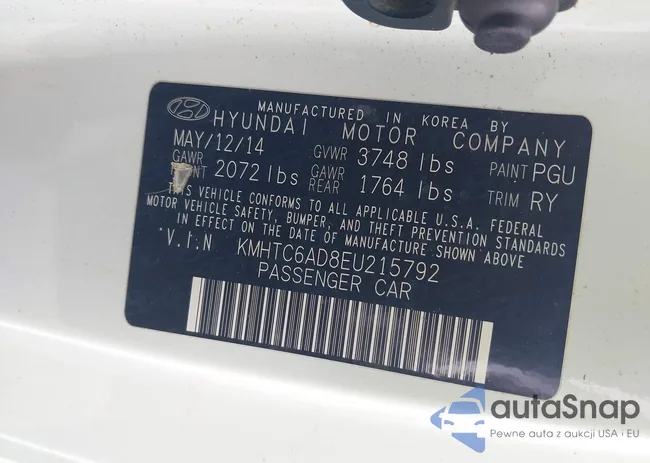 MANUFACTURED IN KOREA BY
HYUNDAI MOTOR COMPANY
MAY/12/14 GVWR 3748 lbs PAINT PGU
GAWR FRONT 2072 lbs GAWR REAR 1764 lbs TRIM RY
THIS VEHICLE CONFORMS TO ALL APPLICABLE U.S.A. FEDERAL
MOTOR VEHICLE SAFETY, BUMPER, AND THEFT PREVENTION STANDARDS
IN EFFECT ON THE DATE OF MANUFACTURE SHOWN ABOVE
V.I.N KMHTC6AD8EU215792
PASSENGER CAR
autaSnap
Pewne auta z aukcji USA i EU